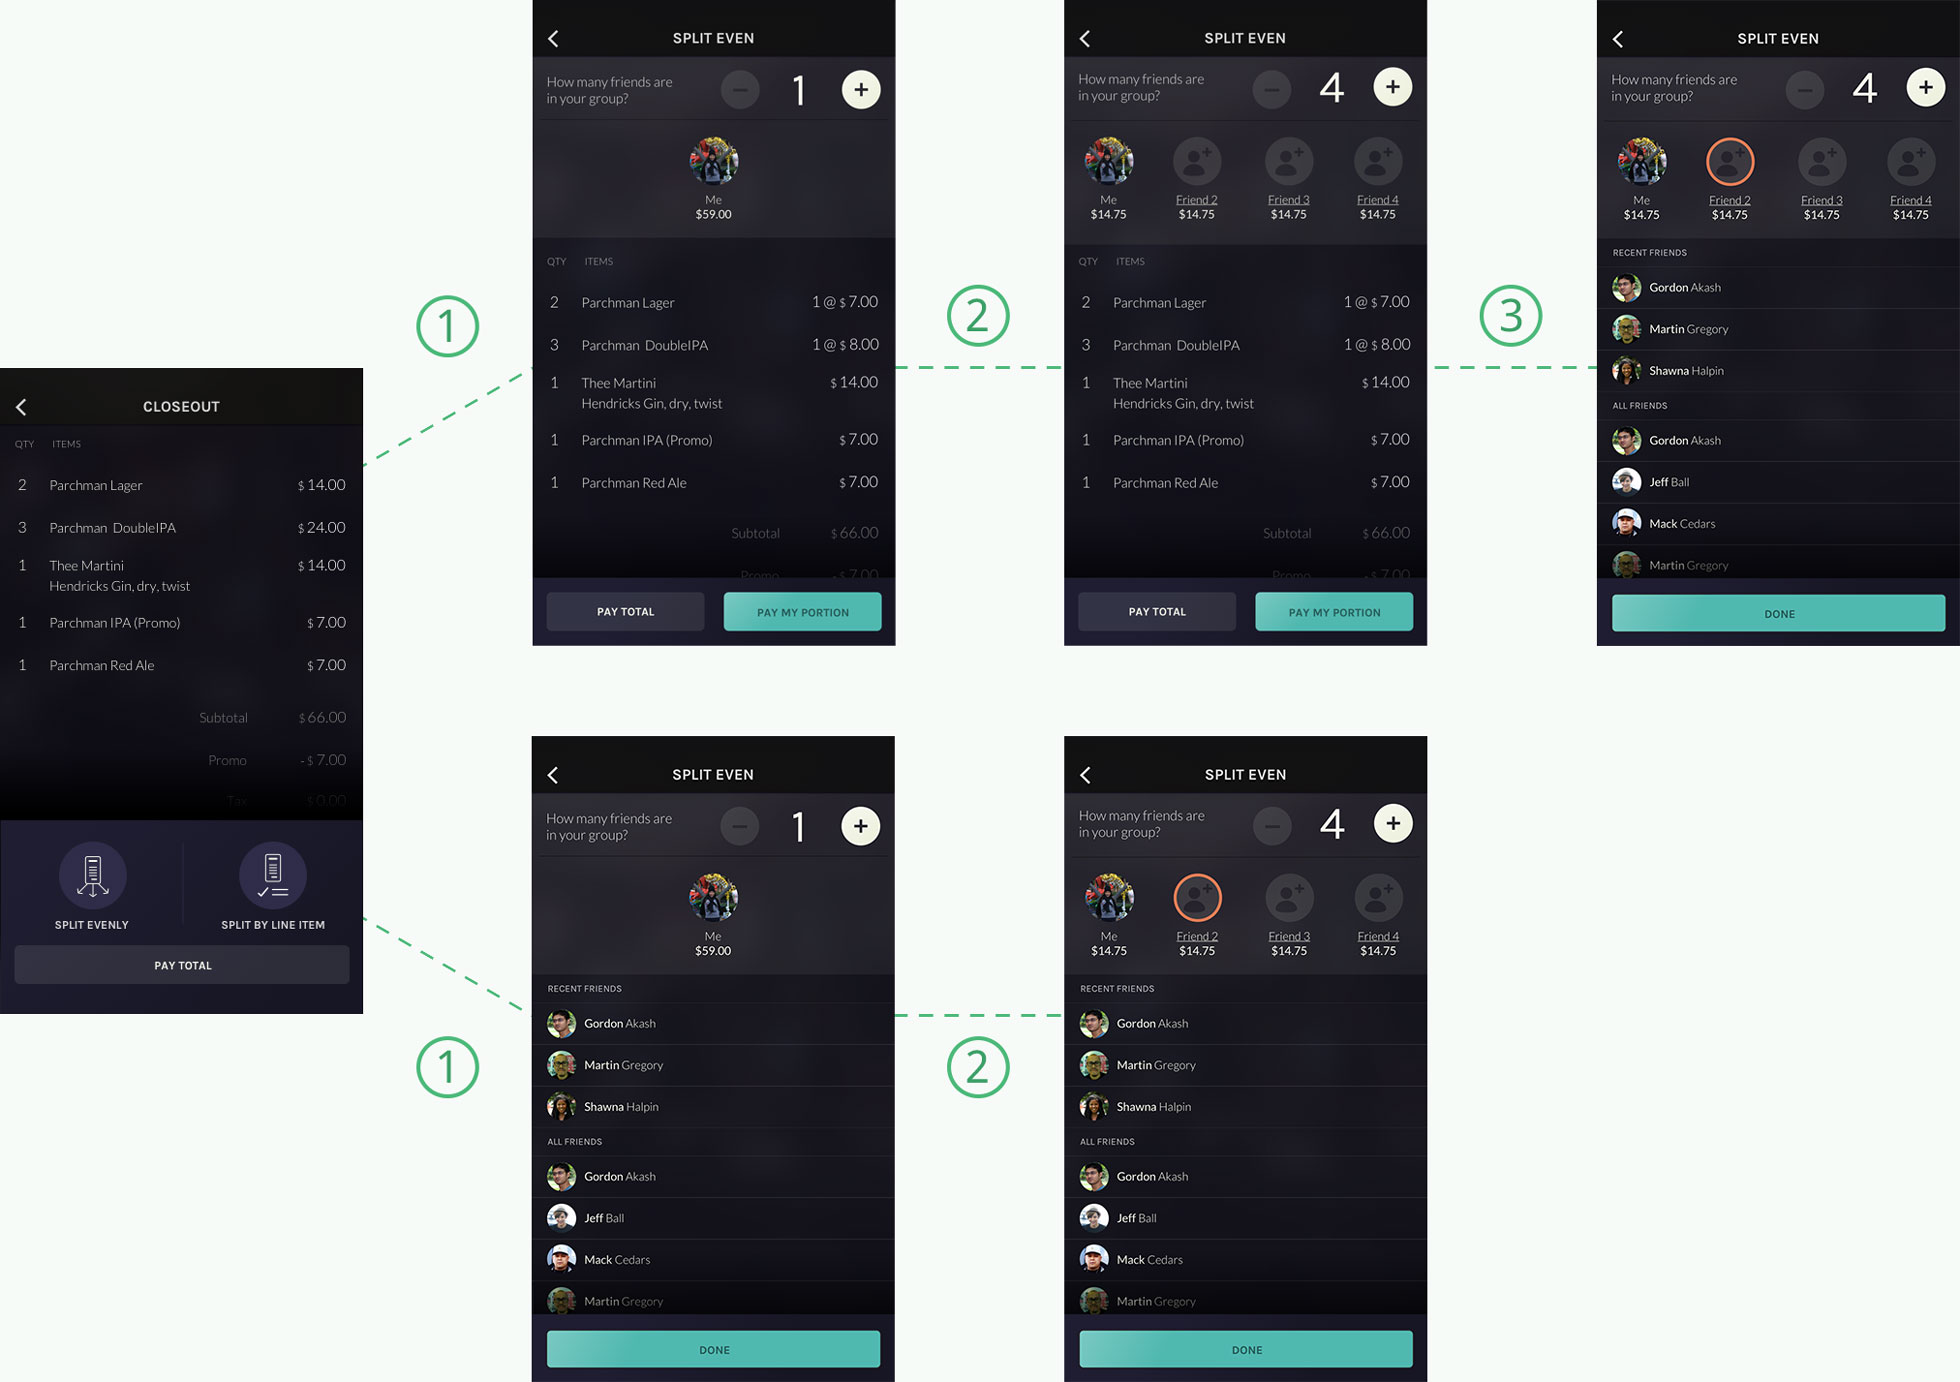 CLOSEOUT
QTY ITEMS
2 Parchman Lager $ 14.00
3 Parchman DoubleIPA $ 24.00
1 Thee Martini $ 14.00
Hendricks Gin, dry, twist
1 Parchman IPA (Promo) $ 7.00
1 Parchman Red Ale $ 7.00
Subtotal $ 66.00
Promo - $ 7.00
Tax $ 0.00
SPLIT EVENLY
SPLIT BY LINE ITEM
PAY TOTAL
1
SPLIT EVEN
How many friends are
in your group?
1
Me
$59.00
QTY ITEMS
2 Parchman Lager 1 @ $ 7.00
3 Parchman DoubleIPA 1 @ $ 8.00
1 Thee Martini $ 14.00
Hendricks Gin, dry, twist
1 Parchman IPA (Promo) $ 7.00
1 Parchman Red Ale $ 7.00
Subtotal $ 66.00
Promo - $ 7.00
PAY TOTAL
PAY MY PORTION
2
SPLIT EVEN
How many friends are
in your group?
4
Me Friend 2 Friend 3 Friend 4
$14.75 $14.75 $14.75 $14.75
QTY ITEMS
2 Parchman Lager 1 @ $ 7.00
3 Parchman DoubleIPA 1 @ $ 8.00
1 Thee Martini $ 14.00
Hendricks Gin, dry, twist
1 Parchman IPA (Promo) $ 7.00
1 Parchman Red Ale $ 7.00
Subtotal $ 66.00
Promo - $ 7.00
PAY TOTAL
PAY MY PORTION
3
SPLIT EVEN
How many friends are
in your group?
4
Me Friend 2 Friend 3 Friend 4
$14.75 $14.75 $14.75 $14.75
RECENT FRIENDS
Gordon Akash
Martin Gregory
Shawna Halpin
ALL FRIENDS
Gordon Akash
Jeff Ball
Mack Cedars
Martin Gregory
DONE
1
SPLIT EVEN
How many friends are
in your group?
1
Me
$59.00
RECENT FRIENDS
Gordon Akash
Martin Gregory
Shawna Halpin
ALL FRIENDS
Gordon Akash
Jeff Ball
Mack Cedars
Martin Gregory
DONE
2
SPLIT EVEN
How many friends are
in your group?
4
Me Friend 2 Friend 3 Friend 4
$14.75 $14.75 $14.75 $14.75
RECENT FRIENDS
Gordon Akash
Martin Gregory
Shawna Halpin
ALL FRIENDS
Gordon Akash
Jeff Ball
Mack Cedars
Martin Gregory
DONE